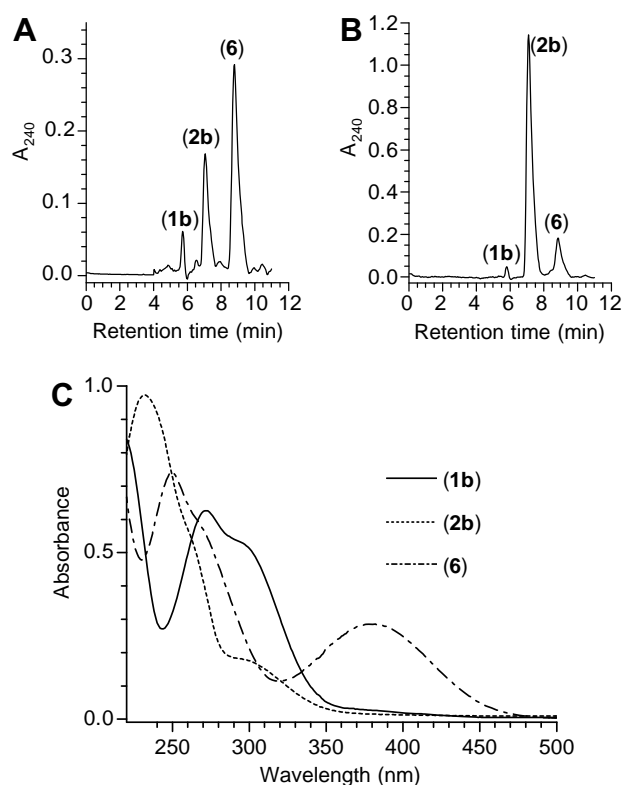 A
(6)
0.3
(2b)
0.2
A240
0.1
(1b)
0.0
0 2 4 6 8 10 12
Retention time (min)
B
1.2
(2b)
1.0
0.8
A240
0.6
0.4
(6)
0.2
(1b)
0.0
0 2 4 6 8 10 12
Retention time (min)
C
1.0
(1b)
(2b)
0.5
(6)
Absorbance
0.0
250 300 350 400 450 500
Wavelength (nm)